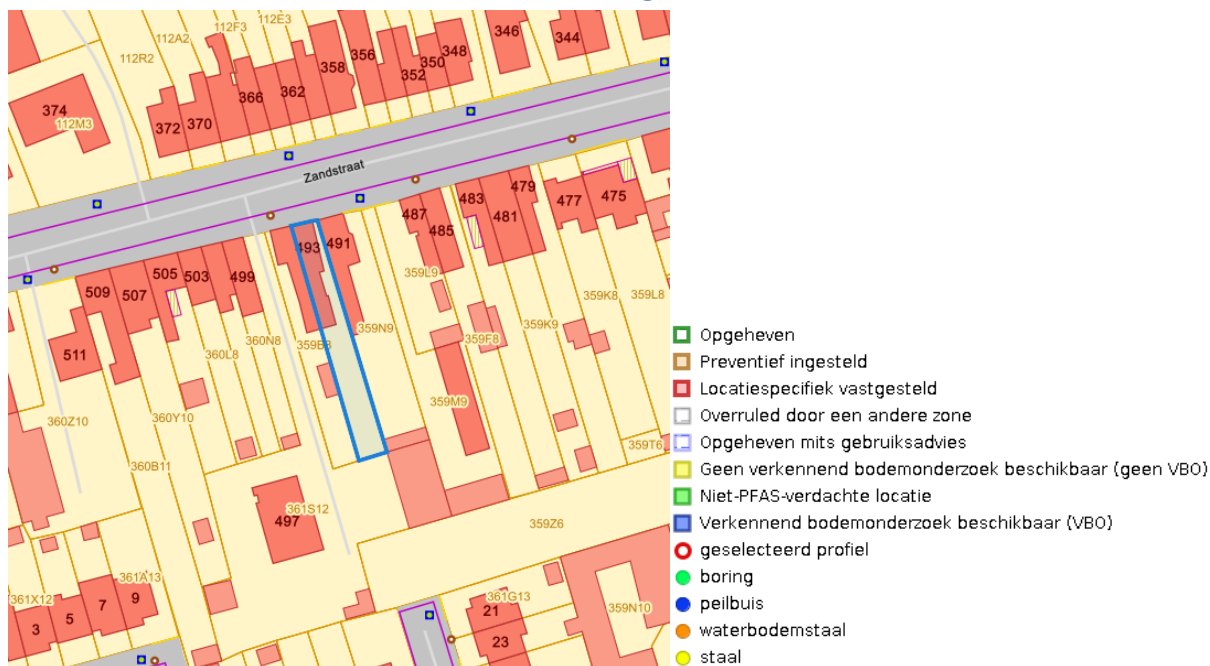 112E3
112F3
112A2
112R2
346
344
356
348
350
352
358
362
366
370
372
374
112M3
Zandstraat
479
483
481
477
475
487
485
493
491
505
503
499
509
507
511
359L9
359K8
359L8
359N9
359B8
359F8
359K9
360N8
360L8
360Y10
360Z10
360B11
359M9
359T6
361S12
497
359Z6
361A13
361X12
3
5
7
9
361G13
21
23
359N10
Opgeheven
Preventief ingesteld
Locatiespecifiek vastgesteld
Overruled door een andere zone
Opgeheven mits gebruiksadvies
Geen verkennend bodemonderzoek beschikbaar (geen VBO)
Niet-PFAS-verdachte locatie
Verkennend bodemonderzoek beschikbaar (VBO)
geselecteerd profiel
boring
peilbuis
waterbodemstaal
staal